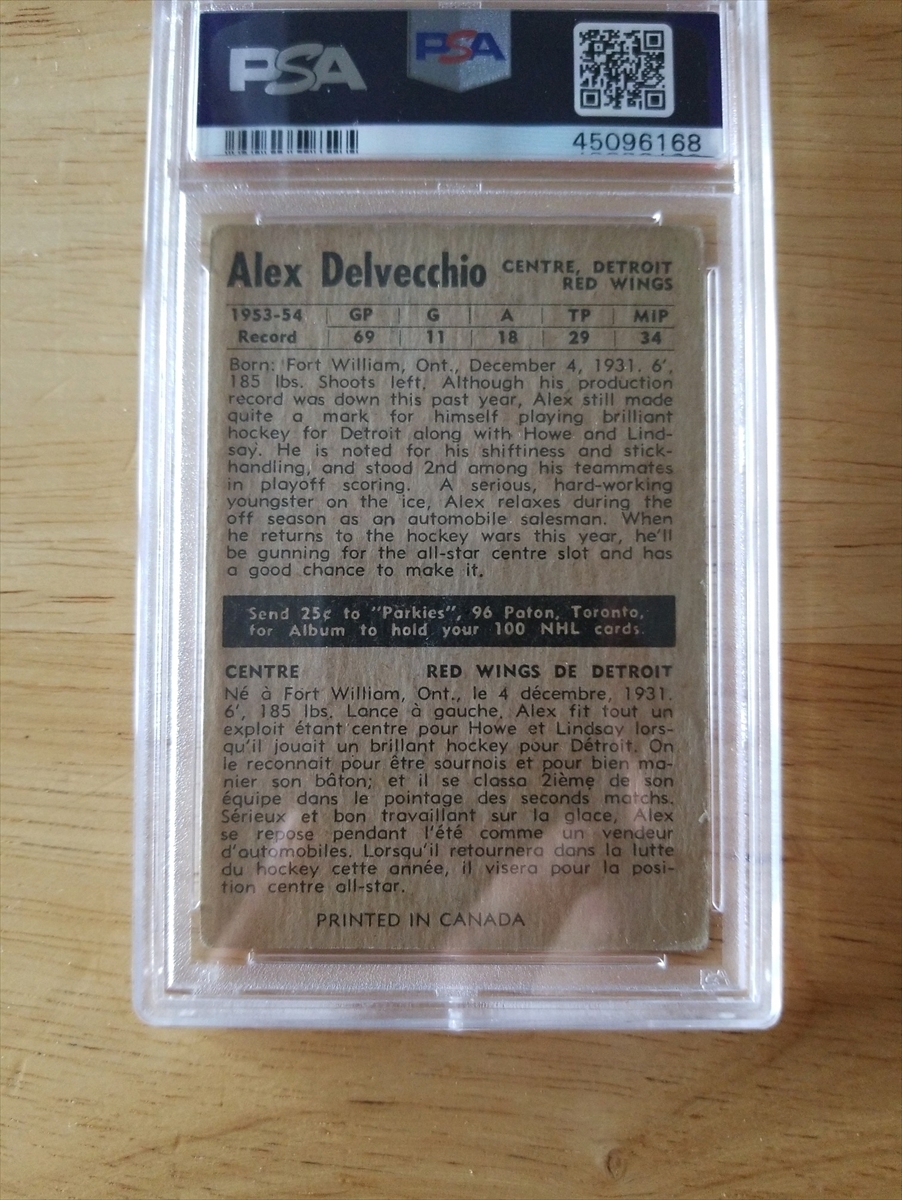 PSA PSA
45096168
Alex Delvecchio CENTRE, DETROIT
RED WINGS
1953-54 GP G A TP MIP
Record 69 11 18 29 34
Born: Fort William, Ont., December 4, 1931. 6',
185 lbs. Shoots left. Although his production
record was down this past year, Alex still made
quite a mark for himself playing brilliant
hockey for Detroit along with Howe and Lind-
say. He is noted for his shiftiness and stick-
handling, and stood 2nd among his teammates
in playoff scoring. A serious, hard-working
youngster on the ice, Alex relaxes during the
off season as an automobile salesman. When
he returns to the hockey wars this year, he'll
be gunning for the all-star centre slot and has
a good chance to make it.
Send 25¢ to "Parkies", 96 Paton, Toronto,
for Album to hold your 100 NHL cards.
CENTRE RED WINGS DE DETROIT
Né à Fort William, Ont., le 4 décembre, 1931.
6', 185 lbs. Lance à gauche, Alex fit tout un
exploit étant centre pour Howe et Lindsay lors-
qu'il jouait un brillant hockey pour Détroit. On
le reconnait pour être sournois et pour bien ma-
nier son bâton; et il se classa 2ième de son
équipe dans le pointage des seconds matchs.
Sérieux et bon travaillant sur la glace, Alex
se repose pendant l'été comme un vendeur
d'automobiles. Lorsqu'il retournera dans la lutte
du hockey cette année, il visera pour la posi-
tion centre all-star.
PRINTED IN CANADA